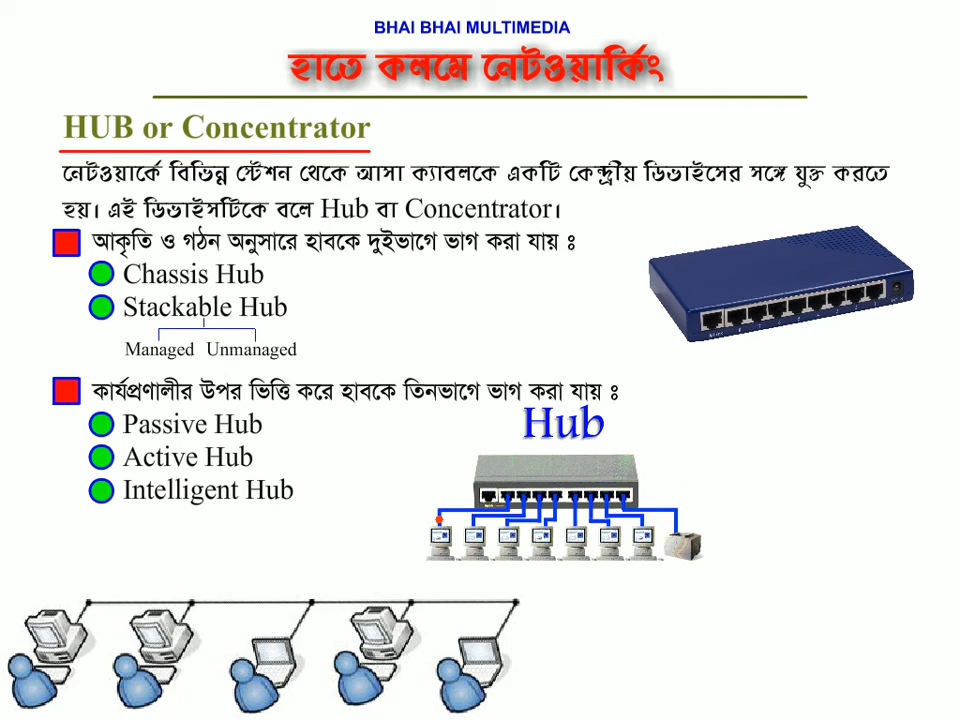 BHAI BHAI MULTIMEDIA
হাতে কলমে নেটওয়ার্কিং
HUB or Concentrator
নেটওয়ার্কে বিভিন্ন স্টেশন থেকে আসা ক্যাবলকে একটি কেন্দ্রীয় ডিভাইসের সঙ্গে যুক্ত করতে
হয়। এই ডিভাইসটিকে বলে Hub বা Concentrator।
আকৃতি ও গঠন অনুসারে হাবকে দুইভাগে ভাগ করা যায় ঃ
Chassis Hub
Stackable Hub
Managed Unmanaged
কার্যপ্রণালীর উপর ভিত্তি করে হাবকে তিনভাগে ভাগ করা যায় ঃ
Passive Hub
Active Hub
Intelligent Hub
Hub